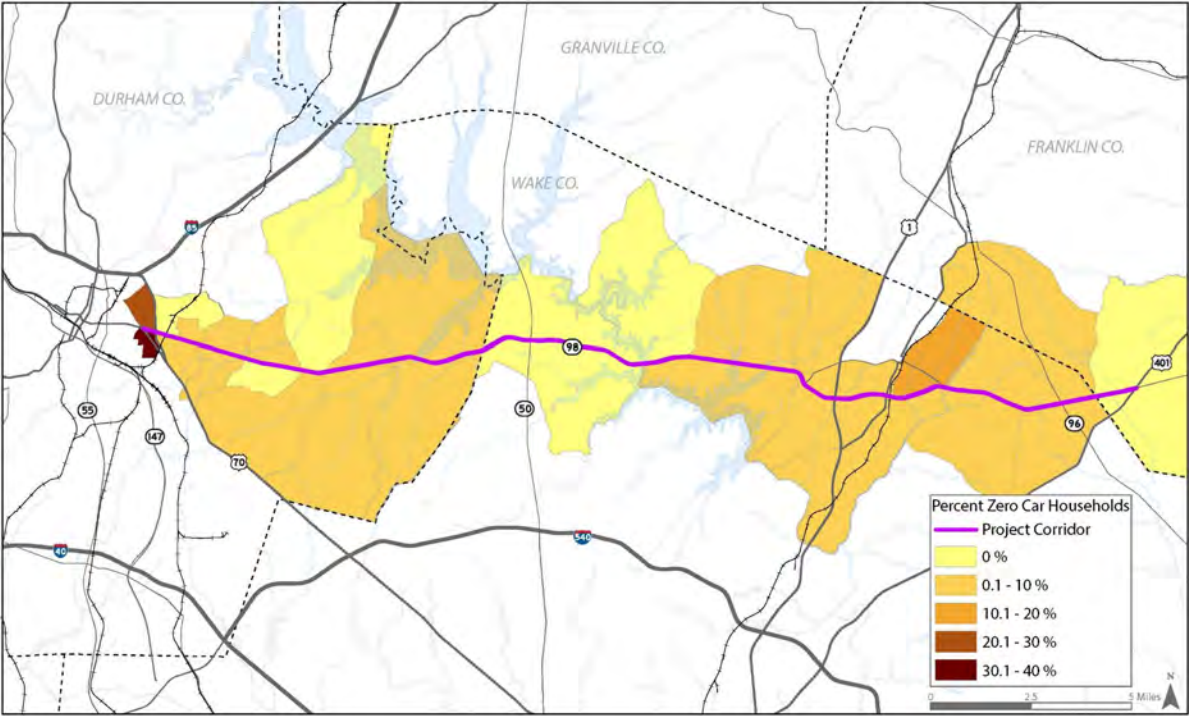 GRANVILLE CO.
DURHAM CO.
FRANKLIN CO.
WAKE CO.
1
85
98
401
50
55
96
147
70
540
40
Percent Zero Car Households
Project Corridor
0 %
0.1 - 10 %
10.1 - 20 %
20.1 - 30 %
30.1 - 40 %
N
0 2.5 5 Miles